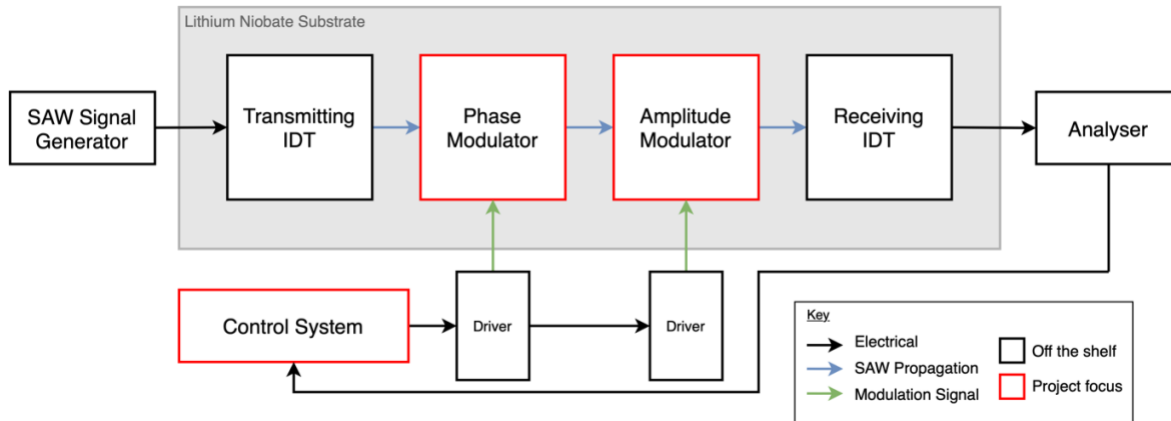 Lithium Niobate Substrate
SAW Signal
Generator
Transmitting
IDT
Phase
Modulator
Amplitude
Modulator
Receiving
IDT
Analyser
Control System
Driver
Driver
Key
Electrical
SAW Propagation
Modulation Signal
Off the shelf
Project focus